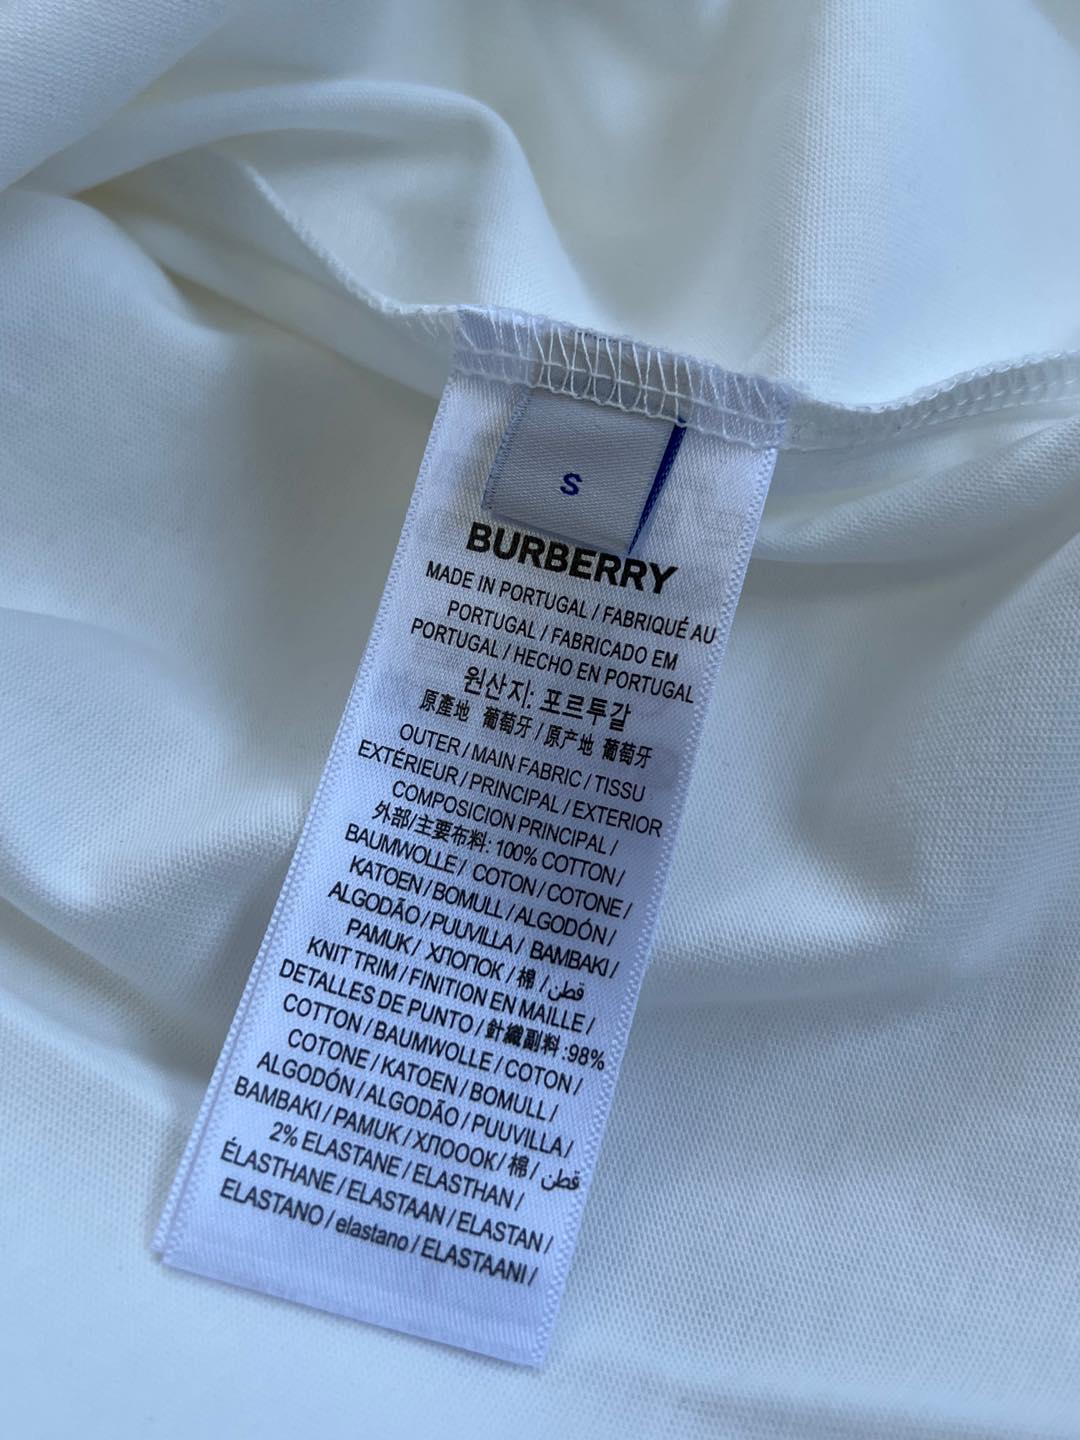 S
BURBERRY
MADE IN PORTUGAL / FABRIQUÉ AU
PORTUGAL / FABRICADO EM
PORTUGAL / HECHO EN PORTUGAL
원산지: 포르투갈
原產地 葡萄牙 / 原产地 葡萄牙
OUTER / MAIN FABRIC / TISSU
EXTÉRIEUR / PRINCIPAL / EXTERIOR
COMPOSICION PRINCIPAL /
外部/主要布料: 100% COTTON /
BAUMWOLLE / COTON / COTONE /
KATOEN / BOMULL / ALGODÓN /
ALGODÃO / PUUVILLA / BAMBAKI /
PAMUK / ХЛОПОК / 棉 / قطن
KNIT TRIM / FINITION EN MAILLE /
DETALLES DE PUNTO / 針織副料 :98%
COTTON / BAUMWOLLE / COTON /
COTONE / KATOEN / BOMULL /
ALGODÓN / ALGODÃO / PUUVILLA /
BAMBAKI / PAMUK / ХЛОООК / 棉 / قطن
2% ELASTANE / ELASTHAN /
ÉLASTHANE / ELASTAAN / ELASTAN /
ELASTANO / elastano / ELASTAANI /